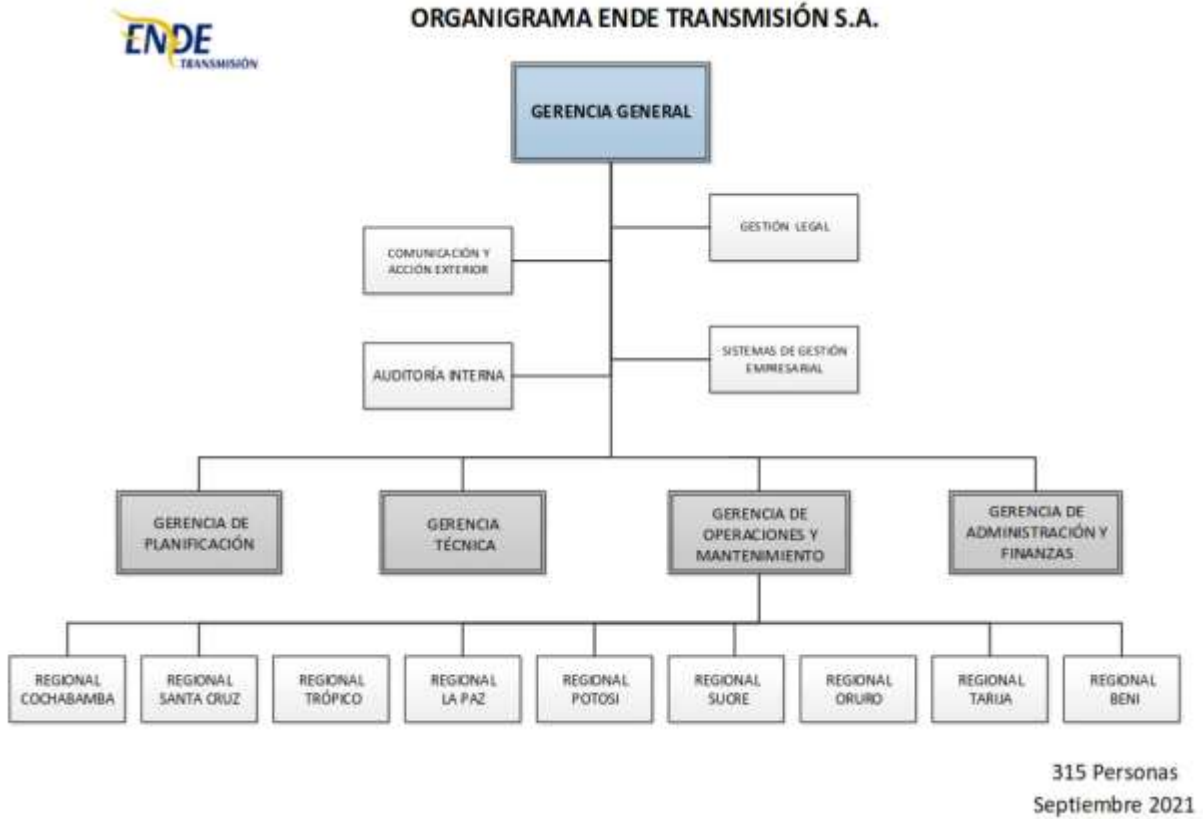 ORGANIGRAMA ENDE TRANSMISIÓN S.A.
ENDE
TRANSMISIÓN
GERENCIA GENERAL
GESTIÓN LEGAL
COMUNICACIÓN Y
ACCIÓN EXTERIOR
SISTEMAS DE GESTIÓN
EMPRESARIAL
AUDITORÍA INTERNA
GERENCIA DE
PLANIFICACIÓN
GERENCIA
TÉCNICA
GERENCIA DE
OPERACIONES Y
MANTENIMIENTO
GERENCIA DE
ADMINISTRACIÓN Y
FINANZAS
REGIONAL
COCHABAMBA
REGIONAL
SANTA CRUZ
REGIONAL
TRÓPICO
REGIONAL
LA PAZ
REGIONAL
POTOSI
REGIONAL
SUCRE
REGIONAL
ORURO
REGIONAL
TARIJA
REGIONAL
BENI
315 Personas
Septiembre 2021